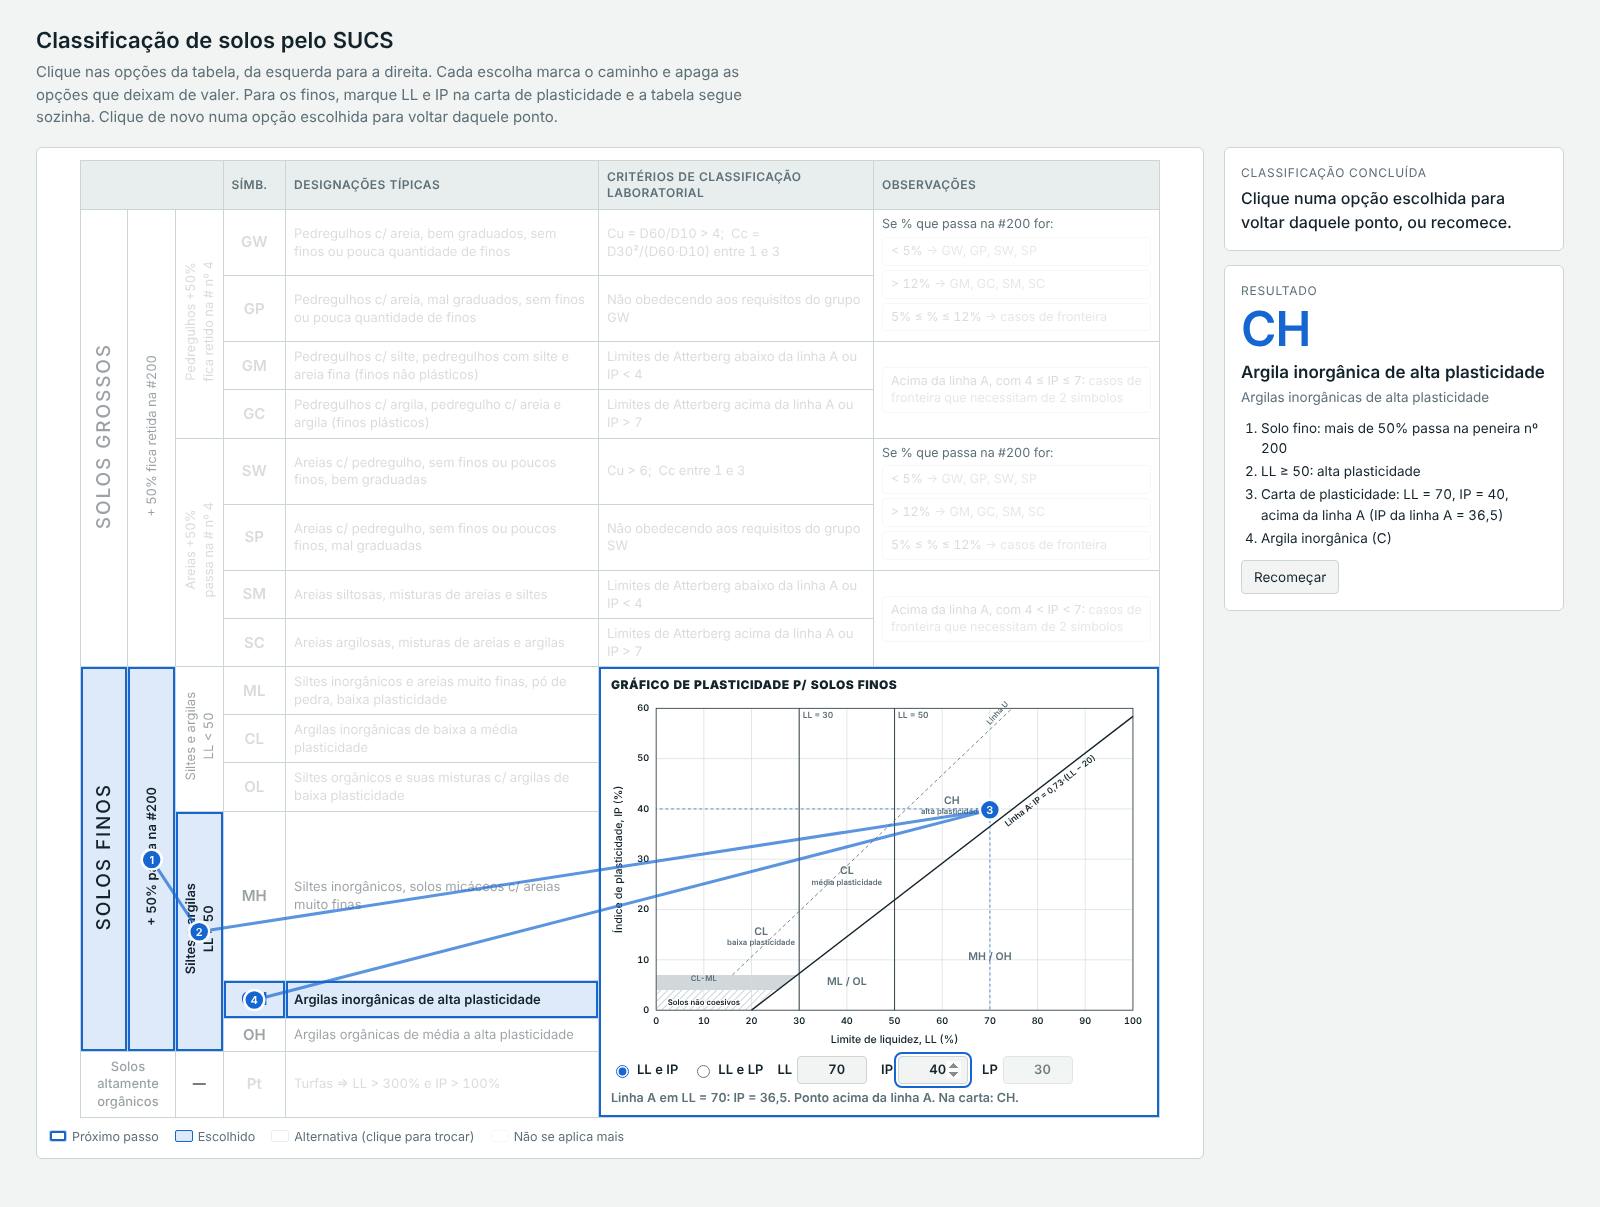 Classificação de solos pelo SUCS
Clique nas opções da tabela, da esquerda para a direita. Cada escolha marca o caminho e apaga as
opções que deixam de valer. Para os finos, marque LL e IP na carta de plasticidade e a tabela segue
sozinha. Clique de novo numa opção escolhida para voltar daquele ponto.
SÍMB.
DESIGNAÇÕES TÍPICAS
CRITÉRIOS DE CLASSIFICAÇÃO
LABORATORIAL
OBSERVAÇÕES
SOLOS GROSSOS
+ 50% fica retida na #200
Pedregulhos +50%
fica retido na # nº 4
GW
Pedregulhos c/ areia, bem graduados, sem
finos ou pouca quantidade de finos
Cu = D60/D10 > 4; Cc =
D30²/(D60·D10) entre 1 e 3
Se % que passa na #200 for:
< 5% → GW, GP, SW, SP
> 12% → GM, GC, SM, SC
5% ≤ % ≤ 12% → casos de fronteira
GP
Pedregulhos c/ areia, mal graduados, sem finos
ou pouca quantidade de finos
Não obedecendo aos requisitos do grupo
GW
GM
Pedregulhos c/ silte, pedregulhos com silte e
areia fina (finos não plásticos)
Limites de Atterberg abaixo da linha A ou
IP < 4
Acima da linha A, com 4 ≤ IP ≤ 7: casos de
fronteira que necessitam de 2 símbolos
GC
Pedregulhos c/ argila, pedregulho c/ areia e
argila (finos plásticos)
Limites de Atterberg acima da linha A ou
IP > 7
Areias +50%
passa na # nº 4
SW
Areias c/ pedregulho, sem finos ou poucos
finos, bem graduadas
Cu > 6; Cc entre 1 e 3
Se % que passa na #200 for:
< 5% → GW, GP, SW, SP
> 12% → GM, GC, SM, SC
5% ≤ % ≤ 12% → casos de fronteira
SP
Areias c/ pedregulho, sem finos ou poucos
finos, mal graduadas
Não obedecendo aos requisitos do grupo
SW
SM
Areias siltosas, misturas de areias e siltes
Limites de Atterberg abaixo da linha A ou
IP < 4
Acima da linha A, com 4 < IP < 7: casos de
fronteira que necessitam de 2 símbolos
SC
Areias argilosas, misturas de areias e argilas
Limites de Atterberg acima da linha A ou
IP > 7
SOLOS FINOS
+ 50% na #200
1
Siltes e argilas
LL < 50
ML
Siltes inorgânicos e areias muito finas, pó de
pedra, baixa plasticidade
CL
Argilas inorgânicas de baixa a média
plasticidade
OL
Siltes orgânicos e suas misturas c/ argilas de
baixa plasticidade
Siltes argilas
LL 50
2
MH
Siltes inorgânicos, solos micáceos c/ areias
muito finas
4
Argilas inorgânicas de alta plasticidade
OH
Argilas orgânicas de média a alta plasticidade
Solos
altamente
orgânicos
—
Pt
Turfas ⇒ LL > 300% e IP > 100%
GRÁFICO DE PLASTICIDADE P/ SOLOS FINOS
Índice de plasticidade, IP (%)
60
50
40
30
20
10
0
LL = 30
LL = 50
Linha U
CH
alta plasticidad
3
Linha A: IP = 0,73·(LL − 20)
CL
média plasticidade
CL
baixa plasticidade
MH / OH
CL-ML
ML / OL
Solos não coesivos
0 10 20 30 40 50 60 70 80 90 100
Limite de liquidez, LL (%)
LL e IP LL e LP LL 70 IP 40 LP 30
Linha A em LL = 70: IP = 36,5. Ponto acima da linha A. Na carta: CH.
Próximo passo Escolhido Alternativa (clique para trocar) Não se aplica mais
CLASSIFICAÇÃO CONCLUÍDA
Clique numa opção escolhida para
voltar daquele ponto, ou recomece.
RESULTADO
CH
Argila inorgânica de alta plasticidade
Argilas inorgânicas de alta plasticidade
1. Solo fino: mais de 50% passa na peneira nº
200
2. LL ≥ 50: alta plasticidade
3. Carta de plasticidade: LL = 70, IP = 40,
acima da linha A (IP da linha A = 36,5)
4. Argila inorgânica (C)
Recomeçar